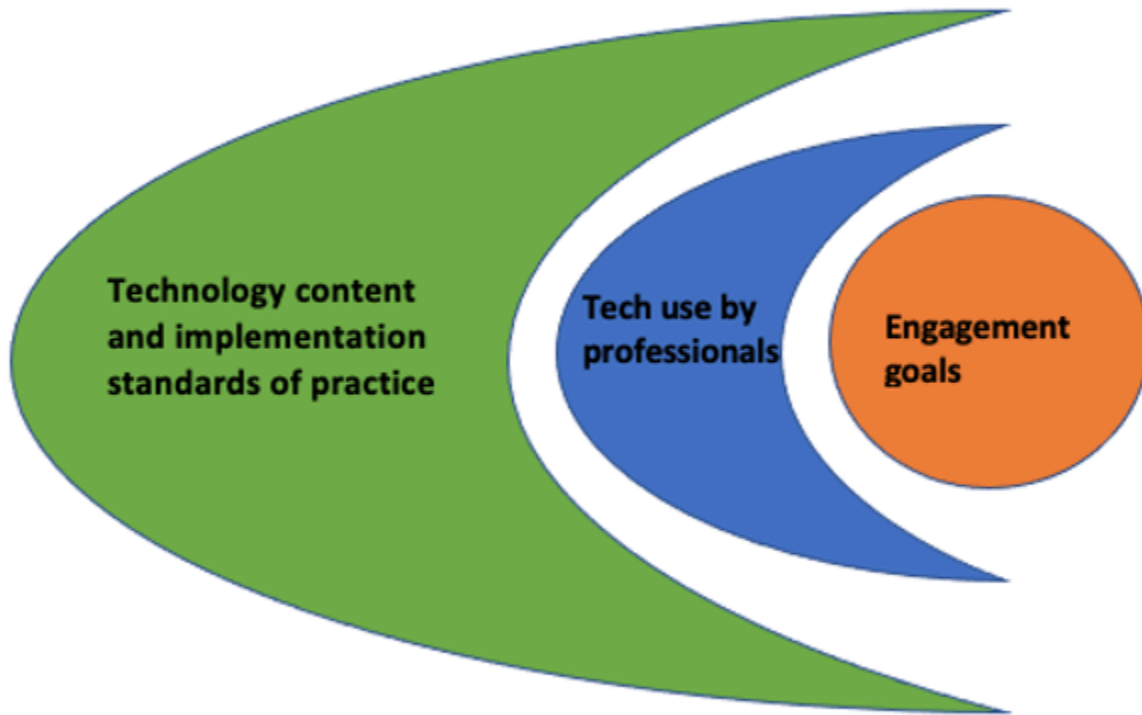 Technology content
and implementation
standards of practice
Tech use by
professionals
Engagement
goals